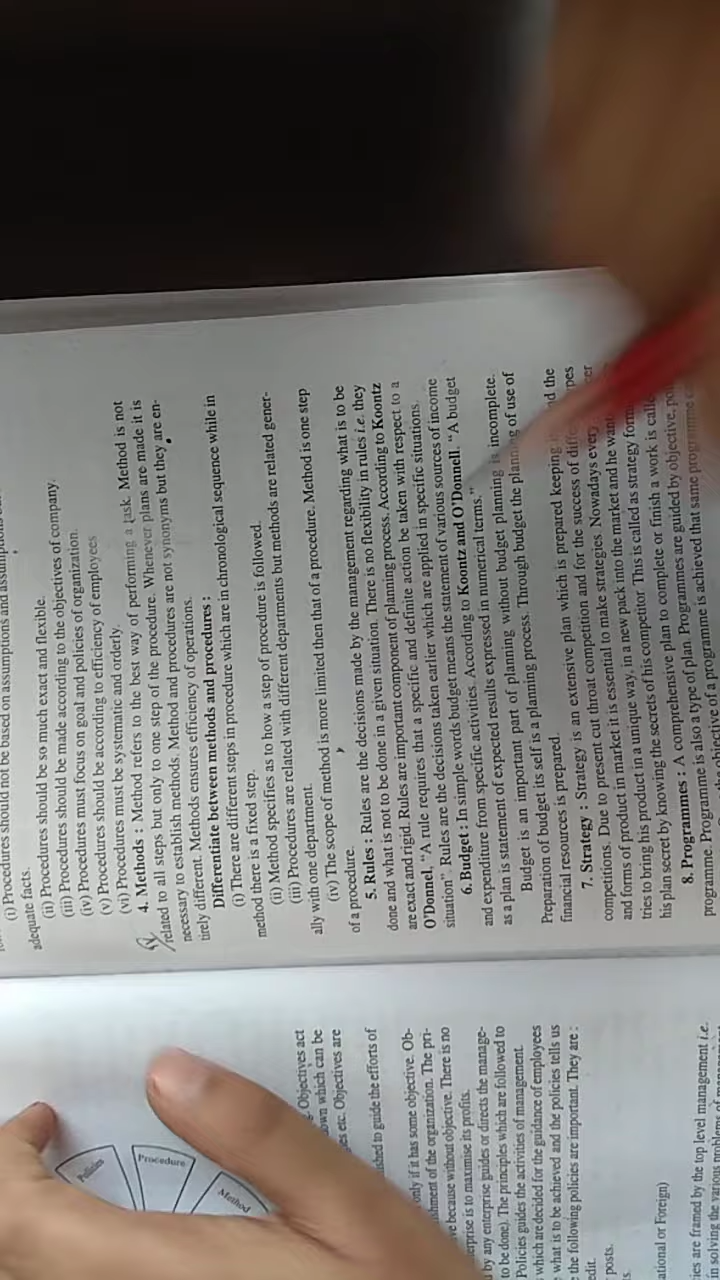 (i) Procedures should not be based on assumptions and
adequate facts.
(ii) Procedures should be so much exact and flexible.
(iii) Procedures should be made according to the objectives of company.
(iv) Procedures must focus on goal and policies of organization.
(v) Procedures should be according to efficiency of employees
(vi) Procedures must be systematic and orderly.
4. Methods : Method refers to the best way of performing a task. Method is not
related to all steps but only to one step of the procedure. Whenever plans are made it is
necessary to establish methods. Method and procedures are not synonyms but they are en-
tirely different. Methods ensures efficiency of operations.
Differentiate between methods and procedures :
(i) There are different steps in procedure which are in chronological sequence while in
method there is a fixed step.
(ii) Method specifies as to how a step of procedure is followed.
(iii) Procedures are related with different departments but methods are related gener-
ally with one department.
(iv) The scope of method is more limited then that of a procedure. Method is one step
of a procedure.
5. Rules : Rules are the decisions made by the management regarding what is to be
done and what is not to be done in a given situation. There is no flexibility in rules i.e. they
are exact and rigid. Rules are important component of planning process. According to Koontz
O'Donnel, “A rule requires that a specific and definite action be taken with respect to a
situation”. Rules are the decisions taken earlier which are applied in specific situations.
6. Budget : In simple words budget means the statement of various sources of income
and expenditure from specific activities. According to Koontz and O'Donnell. “A budget
as a plan is statement of expected results expressed in numerical terms.”
Budget is an important part of planning without budget planning is incomplete.
Preparation of budget its self is a planning process. Through budget the planning of use of
financial resources is prepared.
7. Strategy : Strategy is an extensive plan which is prepared keeping the
competitions. Due to present cut throat competition and for the success of
and forms of product in market it is essential to make strategies. Nowadays every
tries to bring his product in a unique way, in a new pack into the market and he
his plan secret by knowing the secrets of his competitor This is called as strategy
8. Programmes : A comprehensive plan to complete or finish a work is
programme. Programme is also a type of plan. Programmes are guided by objective,
the objective of a programme is achieved that same programme
Policies
Procedure
Method
Objectives act
which can be
etc. Objectives are
to guide the efforts of
only if it has some objective. Ob-
of the organization. The pri-
because without objective. There is no
is to maximise its profits.
by any enterprise guides or directs the manage-
to be done). The principles which are followed to
Policies guides the activities of management.
which are decided for the guidance of employees
what is to be achieved and the policies tells us
the following policies are important. They are :
posts.
or Foreign)
are framed by the top level management i.e.
in solving the various problems of